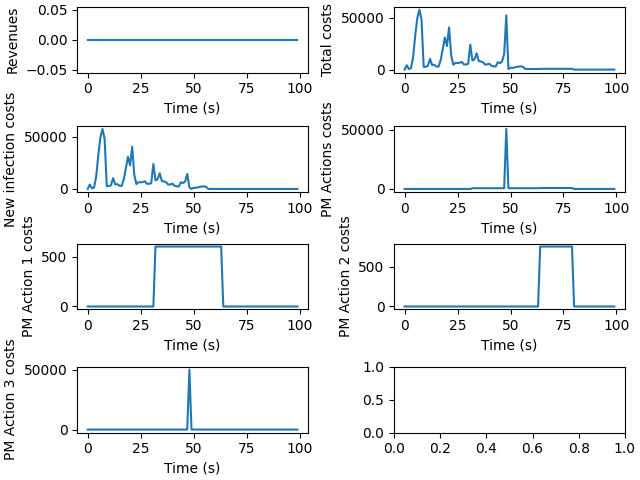 Revenues
0.05
0.00
−0.05
0 25 50 75 100
Time (s)
Total costs
50000
0
0 25 50 75 100
Time (s)
New infection costs
50000
0
0 25 50 75 100
Time (s)
PM Actions costs
50000
0
0 25 50 75 100
Time (s)
PM Action 1 costs
500
0
0 25 50 75 100
Time (s)
PM Action 2 costs
500
0
0 25 50 75 100
Time (s)
PM Action 3 costs
50000
0
0 25 50 75 100
Time (s)
1.0
0.5
0.0
0.0 0.2 0.4 0.6 0.8 1.0